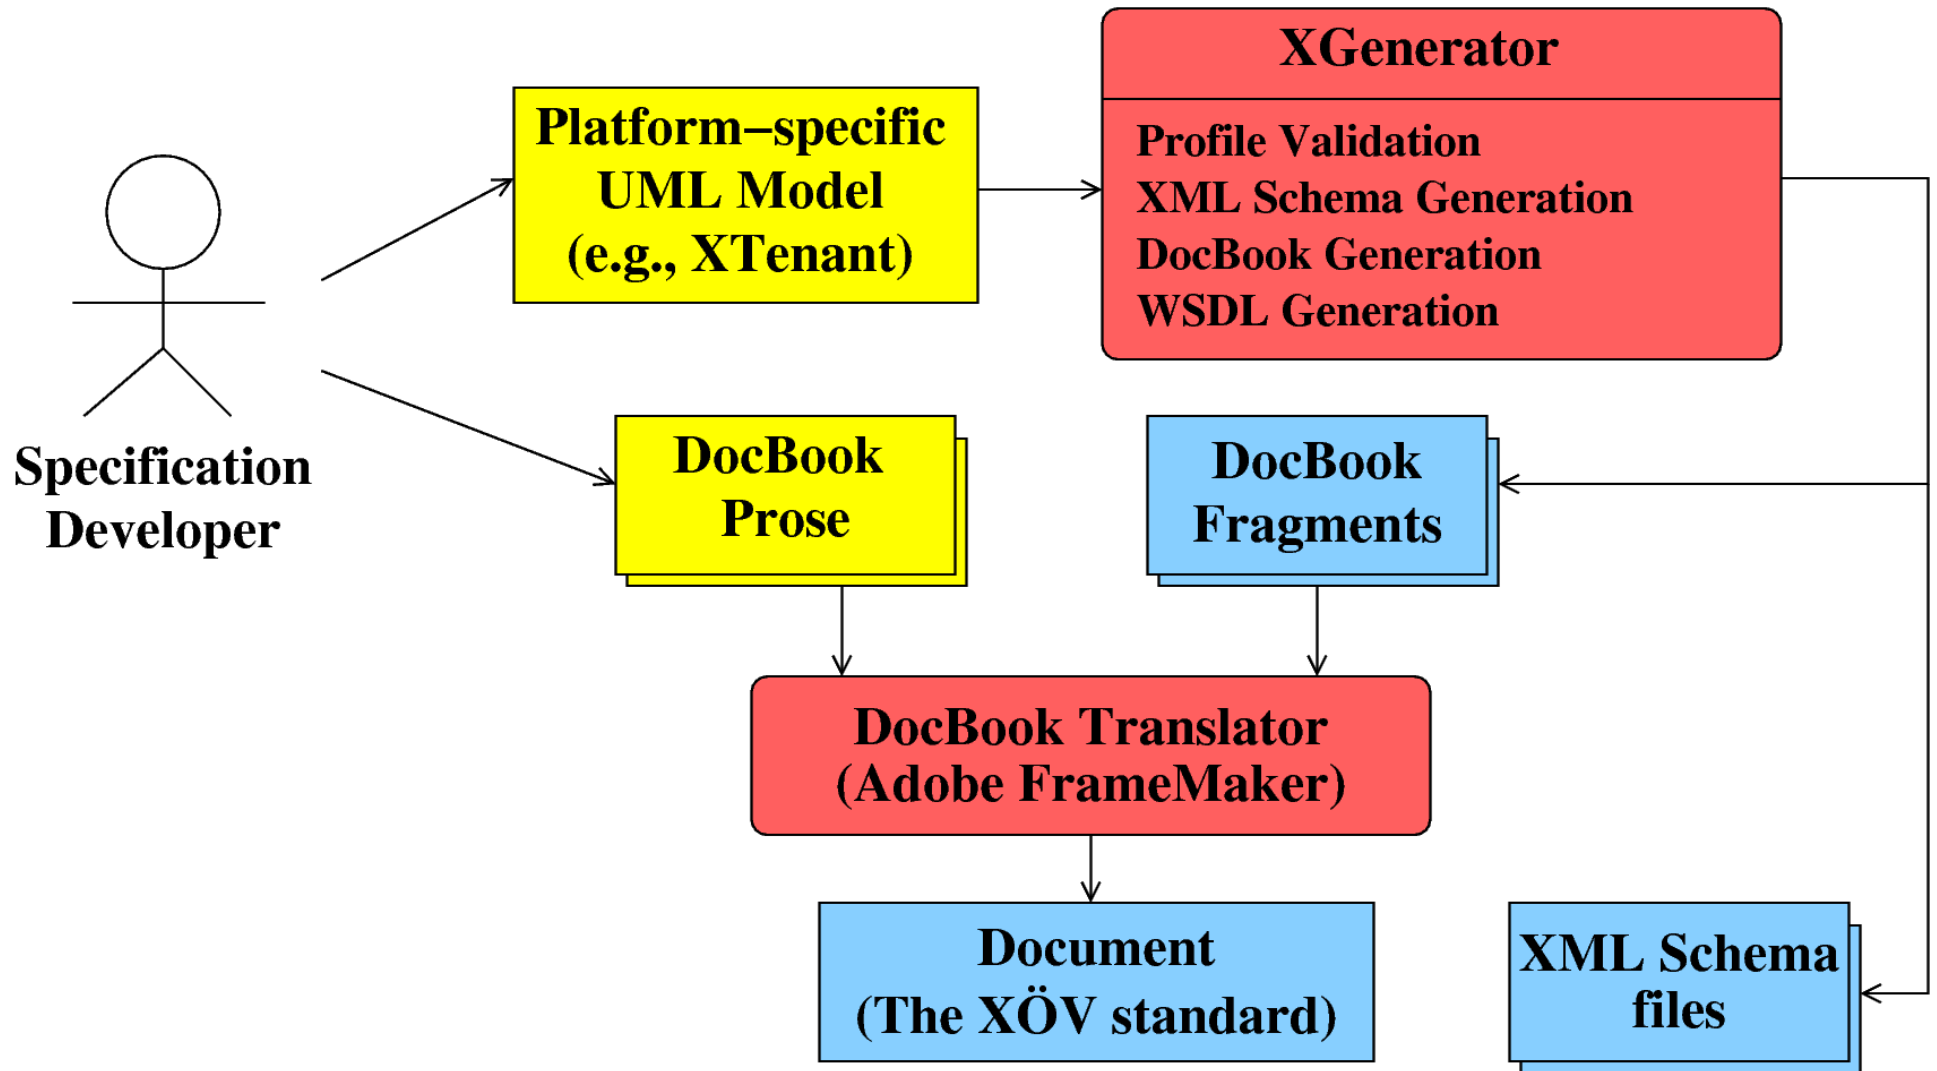 XGenerator
Profile Validation
XML Schema Generation
DocBook Generation
WSDL Generation
Platform–specific
UML Model
(e.g., XTenant)
Specification
Developer
DocBook
Prose
DocBook
Fragments
DocBook Translator
(Adobe FrameMaker)
Document
(The XÖV standard)
XML Schema
files